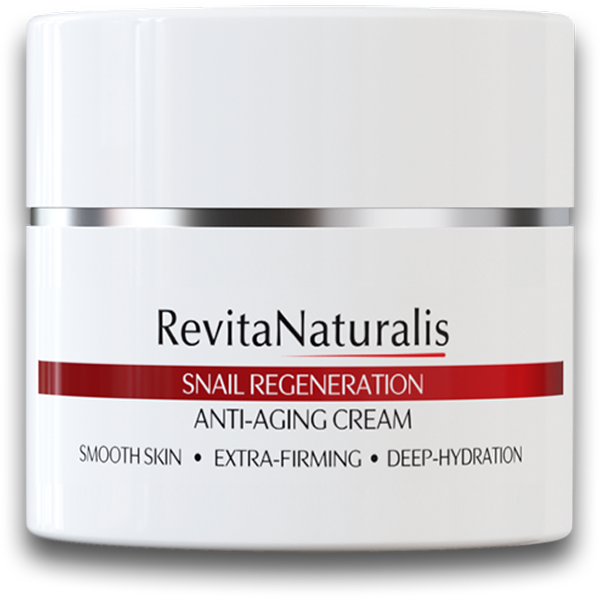 RevitaNaturalis
SNAIL REGENERATION
ANTI-AGING CREAM
SMOOTH SKIN • EXTRA-FIRMING • DEEP-HYDRATION